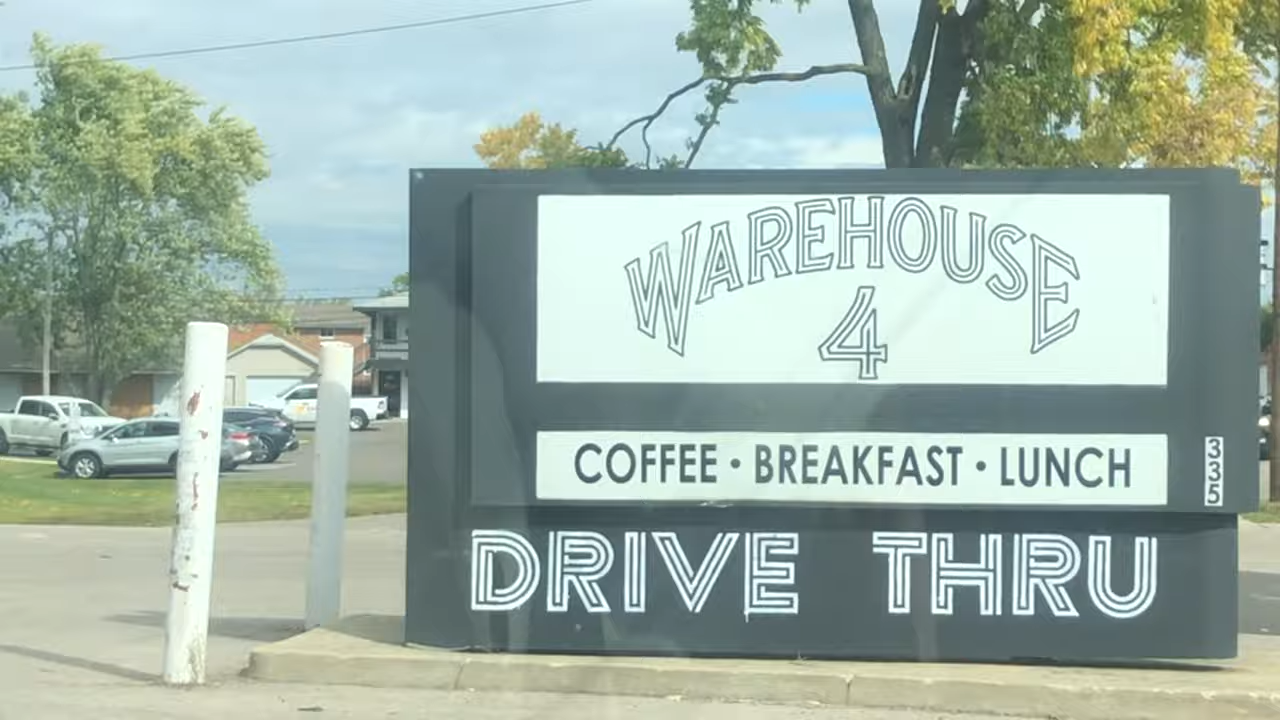 WAREHOUSE
4
COFFEE • BREAKFAST • LUNCH
335
DRIVE THRU